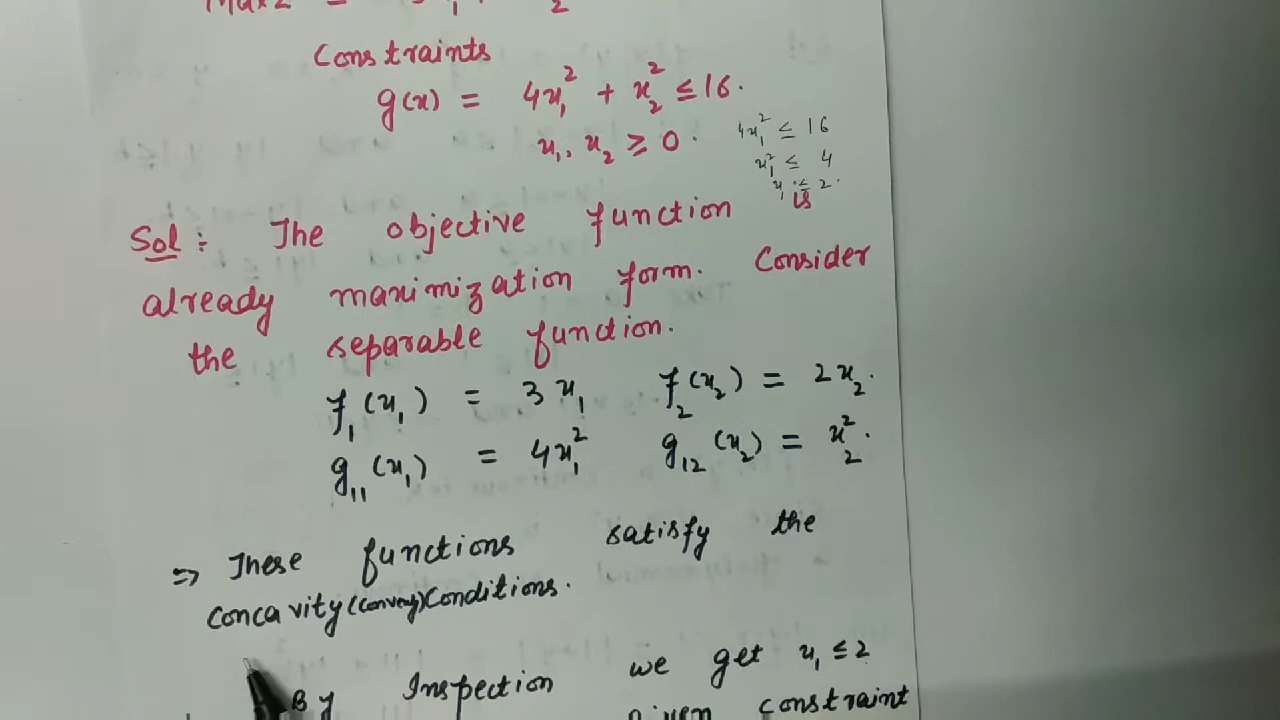 Max Z =
Constraints
g(x) = 4x₁² + x₂² ≤ 16.
x₁, x₂ ≥ 0.
4x₁² ≤ 16
x₁² ≤ 4
x₁ ≤ 2.
Sol: The objective function is
already maximization form. Consider
the separable function.
f₁(x₁) = 3x₁ f₂(x₂) = 2x₂.
g₁₁(x₁) = 4x₁² g₁₂(x₂) = x₂².
⇒ These functions satisfy the
Concavity (Convex) Conditions.
By Inspection we get x₁ ≤ 2
given constraint